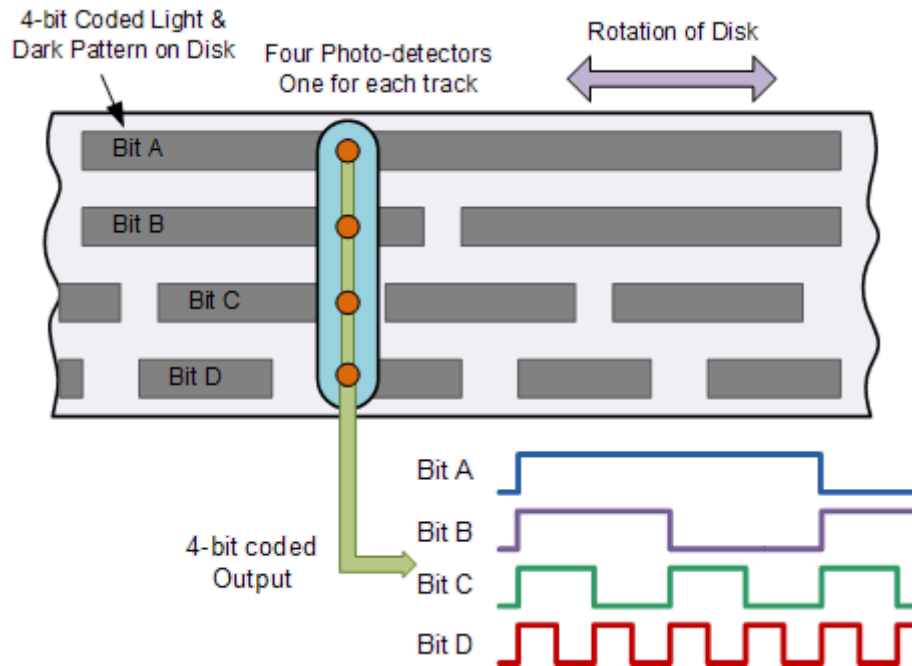 4-bit Coded Light &
Dark Pattern on Disk
Four Photo-detectors
One for each track
Rotation of Disk
Bit A
Bit B
Bit C
Bit D
4-bit coded
Output
Bit A
Bit B
Bit C
Bit D